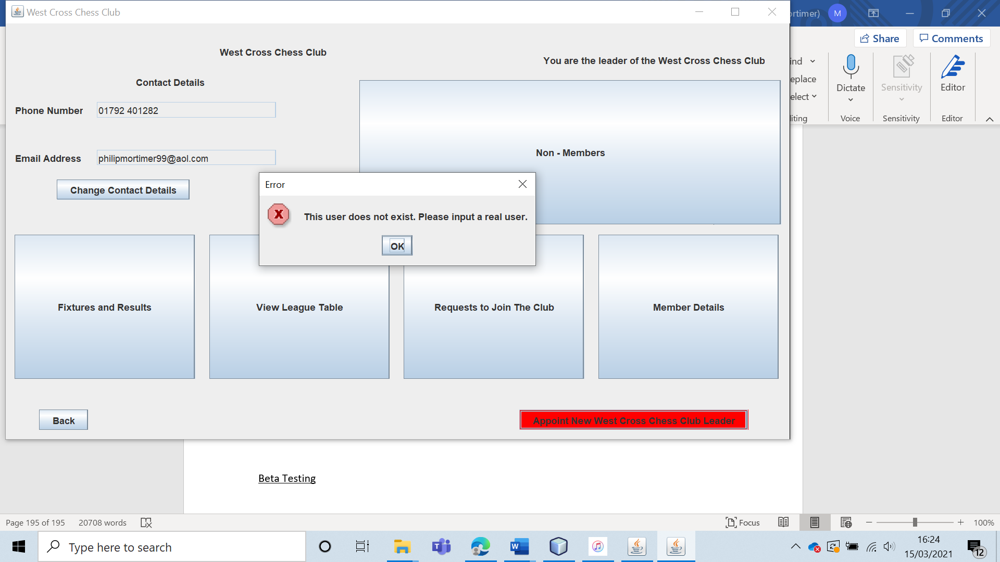 West Cross Chess Club
West Cross Chess Club
You are the leader of the West Cross Chess Club
Contact Details
Phone Number
01792 401282
Non - Members
Email Address
philipmortimer99@aol.com
Change Contact Details
Error
X
This user does not exist. Please input a real user.
OK
Fixtures and Results
View League Table
Requests to Join The Club
Member Details
Back
Appoint New West Cross Chess Club Leader
ortimer)
M
Share
Comments
ind
eplace
elect
iting
Dictate
Voice
Sensitivity
Sensitivity
Editor
Editor
Beta Testing
Page 195 of 195
20708 words
Focus
100%
Type here to search
T
W
16:24
15/03/2021
12